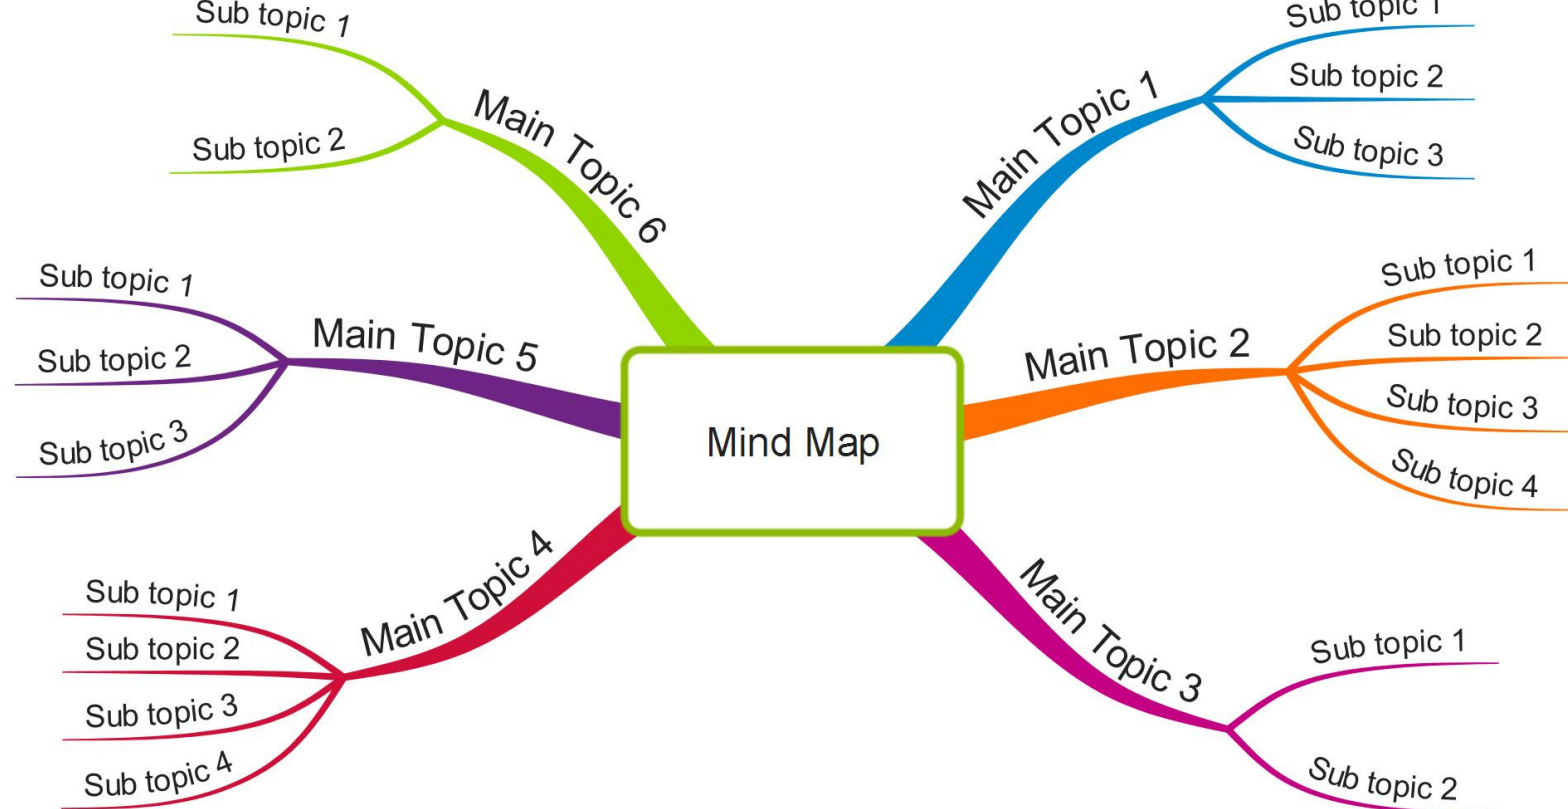 Mind Map
Main Topic 1
Sub topic 1
Sub topic 2
Sub topic 3
Main Topic 2
Sub topic 1
Sub topic 2
Sub topic 3
Sub topic 4
Main Topic 3
Sub topic 1
Sub topic 2
Main Topic 4
Sub topic 1
Sub topic 2
Sub topic 3
Sub topic 4
Main Topic 5
Sub topic 1
Sub topic 2
Sub topic 3
Main Topic 6
Sub topic 1
Sub topic 2